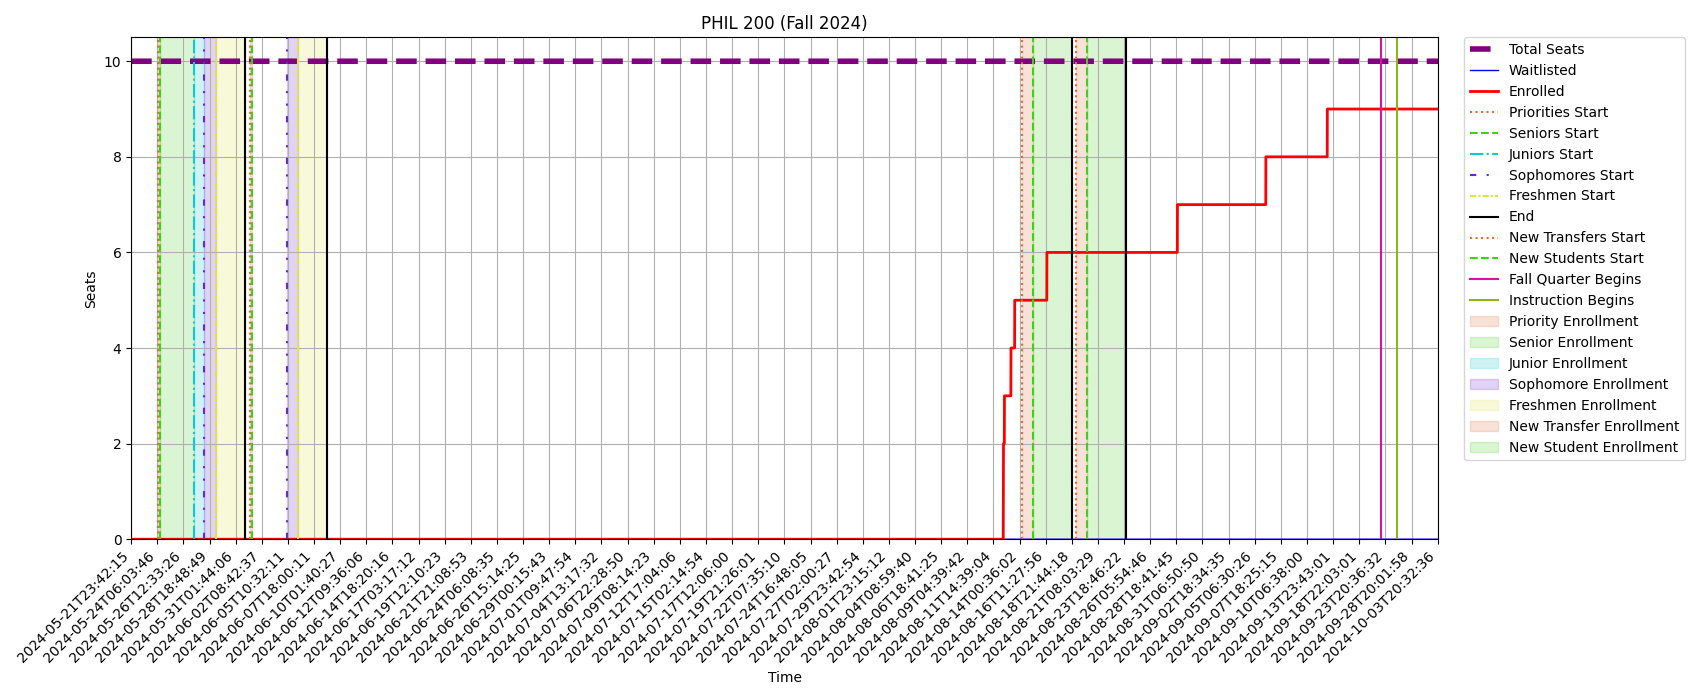 PHIL 200 (Fall 2024)
10
8
6
4
2
0
Seats
2024-05-21T23:42:15
2024-05-24T06:03:46
2024-05-26T12:33:26
2024-05-28T18:48:49
2024-05-31T01:44:06
2024-06-02T08:42:37
2024-06-05T10:32:11
2024-06-07T18:00:11
2024-06-10T01:40:27
2024-06-12T09:36:06
2024-06-14T18:20:16
2024-06-17T03:17:12
2024-06-19T12:10:23
2024-06-21T21:08:53
2024-06-24T06:08:35
2024-06-26T15:14:25
2024-06-29T00:15:43
2024-07-01T09:47:54
2024-07-04T13:17:32
2024-07-06T22:28:50
2024-07-09T08:14:23
2024-07-12T17:04:06
2024-07-15T02:14:54
2024-07-17T12:06:00
2024-07-19T21:26:01
2024-07-22T07:35:10
2024-07-24T16:48:05
2024-07-27T02:00:27
2024-07-29T23:42:54
2024-08-01T23:15:12
2024-08-04T08:59:40
2024-08-06T18:41:25
2024-08-09T04:39:42
2024-08-11T14:39:04
2024-08-14T00:36:02
2024-08-16T11:27:56
2024-08-18T21:44:18
2024-08-21T08:03:29
2024-08-23T18:46:22
2024-08-26T05:54:46
2024-08-28T18:41:45
2024-08-31T06:50:50
2024-09-02T18:34:35
2024-09-05T06:30:26
2024-09-07T18:25:15
2024-09-10T06:38:00
2024-09-13T23:43:01
2024-09-18T22:03:01
2024-09-23T20:36:32
2024-09-28T20:01:58
2024-10-03T20:32:36
Time
Total Seats
Waitlisted
Enrolled
Priorities Start
Seniors Start
Juniors Start
Sophomores Start
Freshmen Start
End
New Transfers Start
New Students Start
Fall Quarter Begins
Instruction Begins
Priority Enrollment
Senior Enrollment
Junior Enrollment
Sophomore Enrollment
Freshmen Enrollment
New Transfer Enrollment
New Student Enrollment